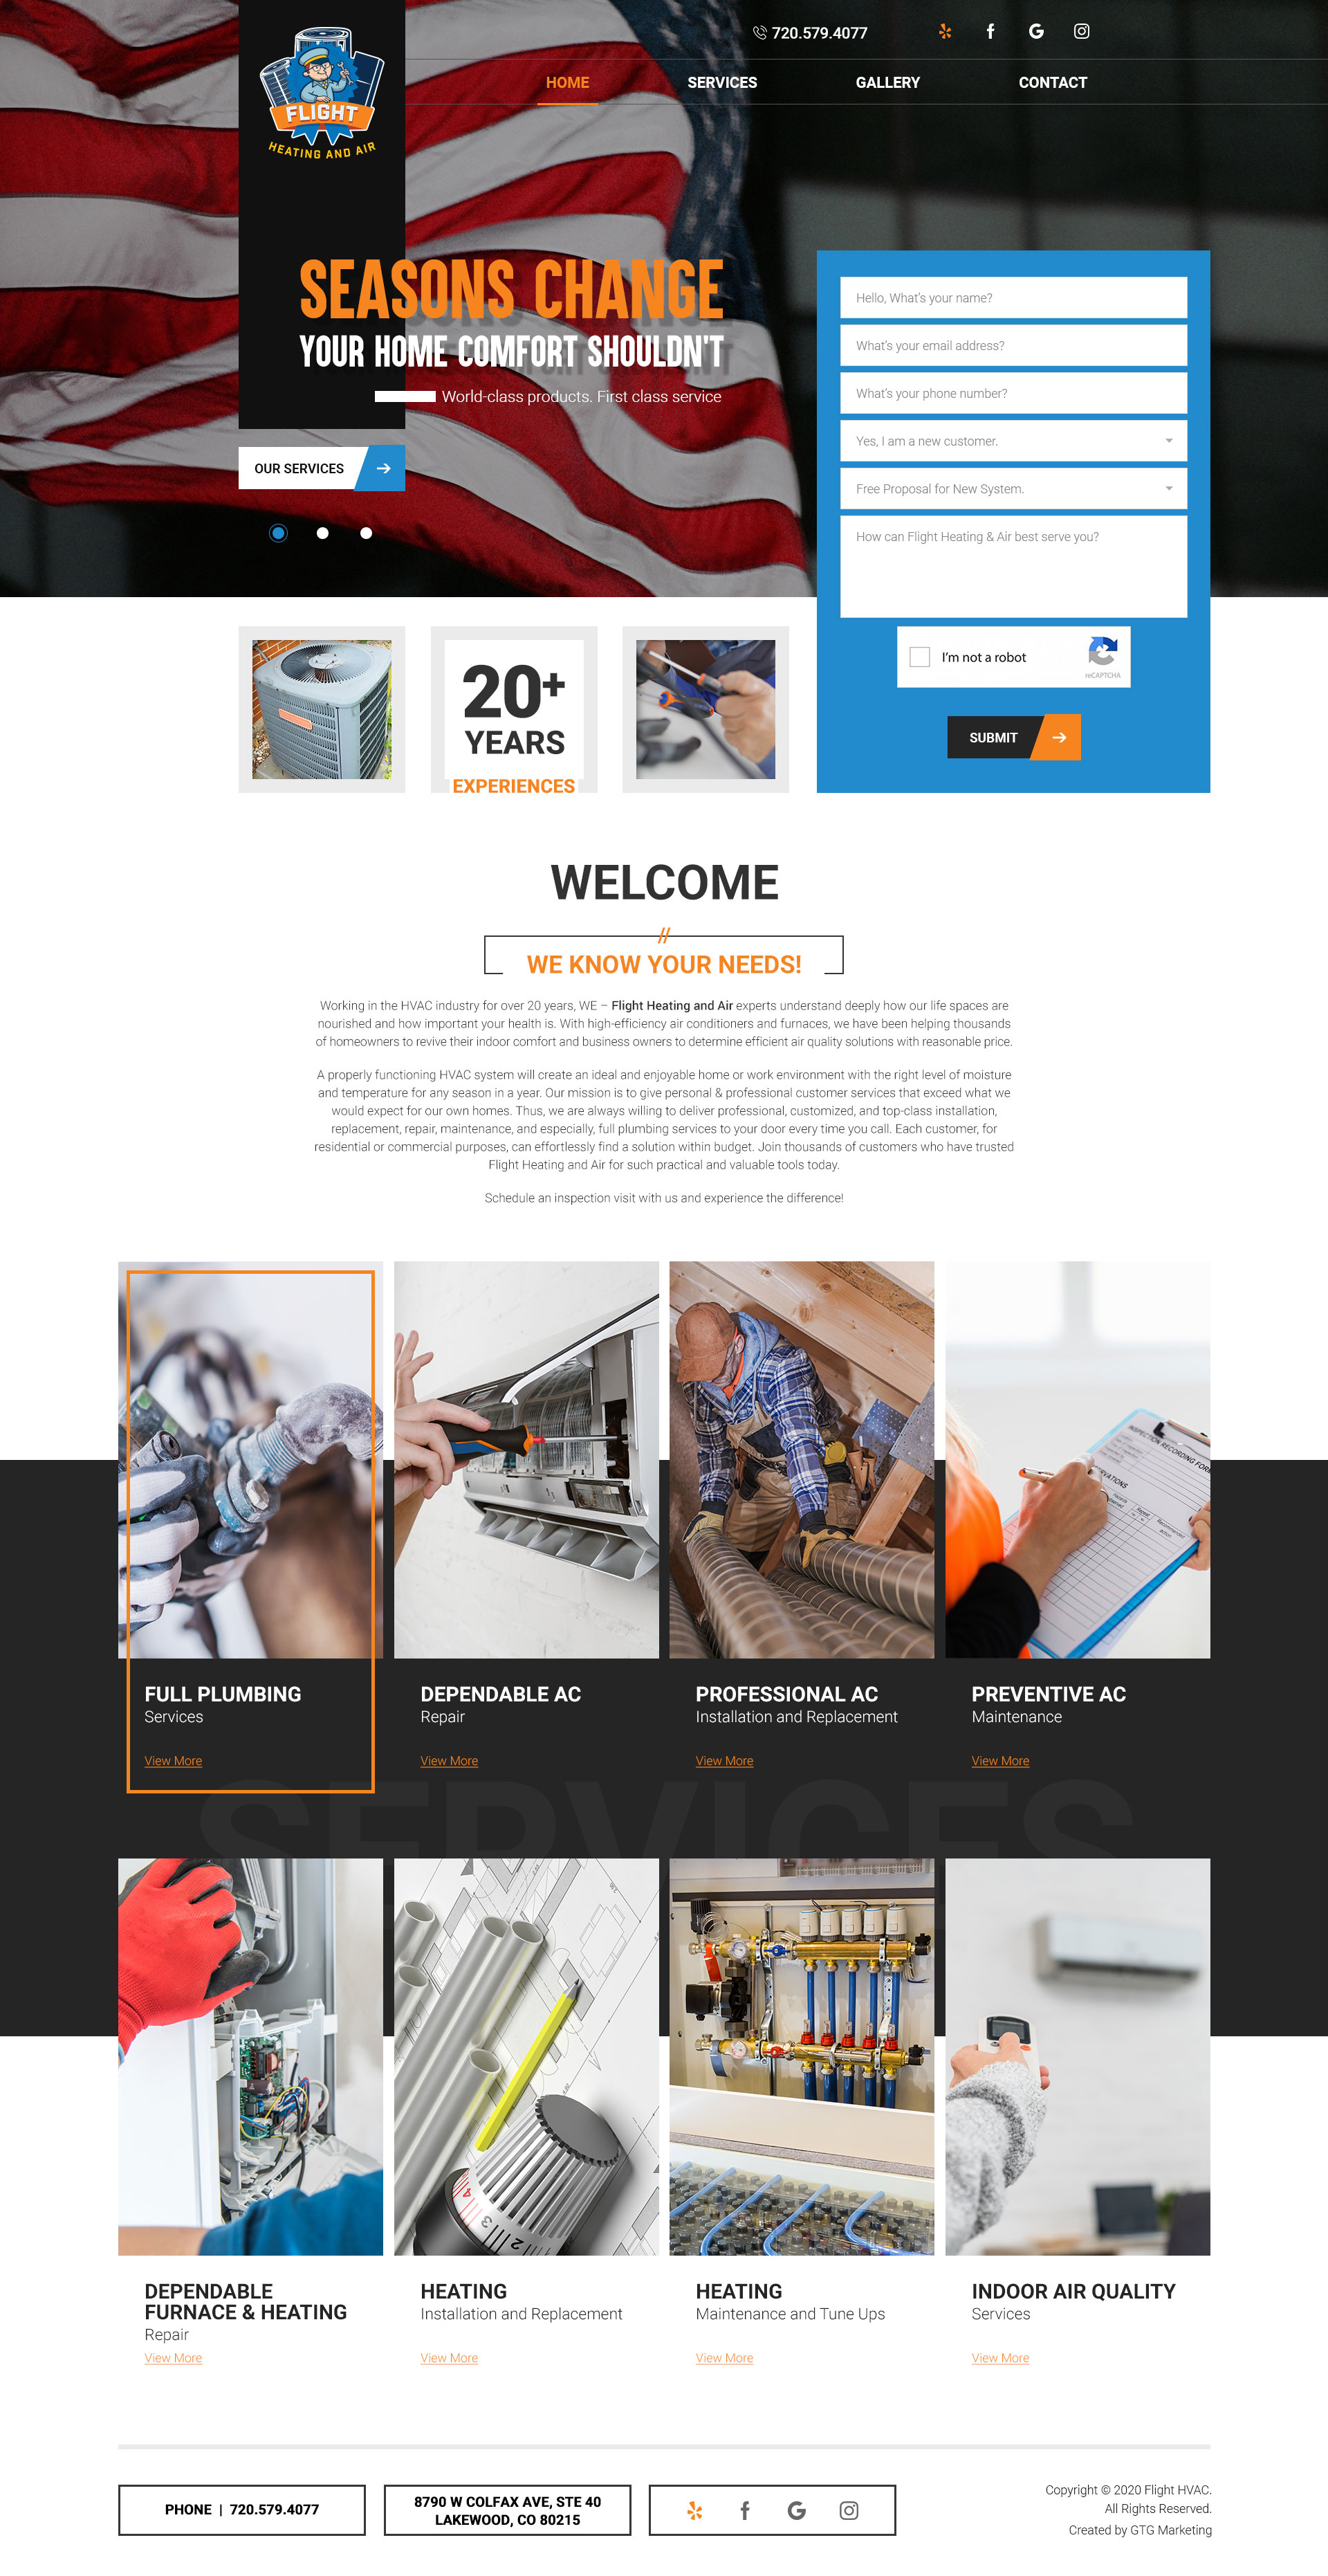 720.579.4077
HOME
SERVICES
GALLERY
CONTACT
FLIGHT
HEATING AND AIR
SEASONS CHANGE
YOUR HOME COMFORT SHOULDN'T
World-class products. First class service
OUR SERVICES
Hello, What's your name?
What's your email address?
What's your phone number?
Yes, I am a new customer.
Free Proposal for New System.
How can Flight Heating & Air best serve you?
I'm not a robot
reCAPTCHA
SUBMIT
20+
YEARS
EXPERIENCES
WELCOME
//
WE KNOW YOUR NEEDS!
Working in the HVAC industry for over 20 years, WE – Flight Heating and Air experts understand deeply how our life spaces are
nourished and how important your health is. With high-efficiency air conditioners and furnaces, we have been helping thousands
of homeowners to revive their indoor comfort and business owners to determine efficient air quality solutions with reasonable price.
A properly functioning HVAC system will create an ideal and enjoyable home or work environment with the right level of moisture
and temperature for any season in a year. Our mission is to give personal & professional customer services that exceed what we
would expect for our own homes. Thus, we are always willing to deliver professional, customized, and top-class installation,
replacement, repair, maintenance, and especially, full plumbing services to your door every time you call. Each customer, for
residential or commercial purposes, can effortlessly find a solution within budget. Join thousands of customers who have trusted
Flight Heating and Air for such practical and valuable tools today.
Schedule an inspection visit with us and experience the difference!
INSPECTION RECORDING FORM
FULL PLUMBING
Services
View More
DEPENDABLE AC
Repair
View More
PROFESSIONAL AC
Installation and Replacement
View More
PREVENTIVE AC
Maintenance
View More
SERVICES
4
3
2
DEPENDABLE
FURNACE & HEATING
Repair
View More
HEATING
Installation and Replacement
View More
HEATING
Maintenance and Tune Ups
View More
INDOOR AIR QUALITY
Services
View More
PHONE | 720.579.4077
8790 W COLFAX AVE, STE 40
LAKEWOOD, CO 80215
Copyright © 2020 Flight HVAC.
All Rights Reserved.
Created by GTG Marketing